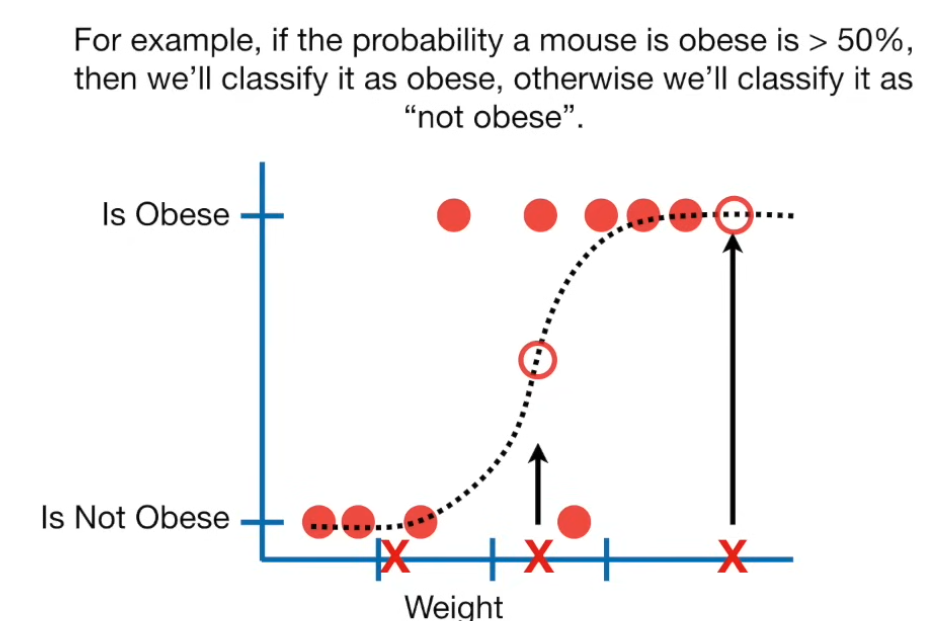 For example, if the probability a mouse is obese is > 50%,
then we’ll classify it as obese, otherwise we’ll classify it as
“not obese”.
Is Obese
Is Not Obese
X X X
Weight